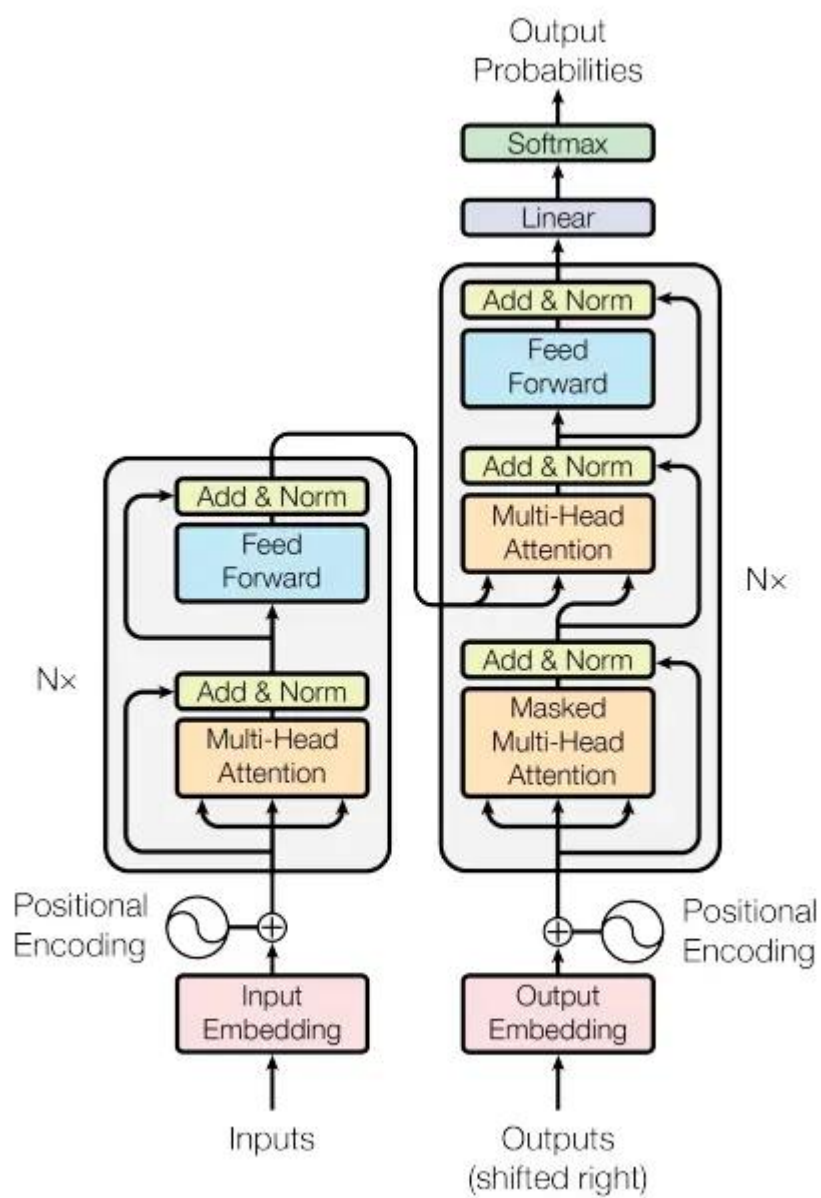 Output
Probabilities
Softmax
Linear
Add & Norm
Feed
Forward
Add & Norm
Multi-Head
Attention
Add & Norm
Masked
Multi-Head
Attention
N×
Add & Norm
Feed
Forward
Add & Norm
Multi-Head
Attention
N×
Positional
Encoding
Positional
Encoding
Input
Embedding
Output
Embedding
Inputs
Outputs
(shifted right)